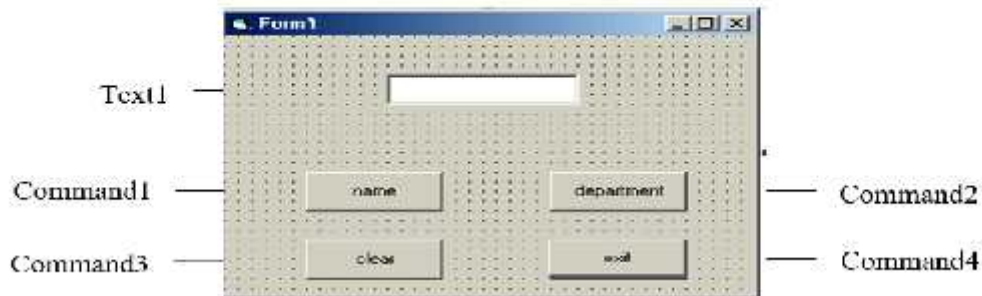 Form1
Text1
Command1
name
department
Command2
Command3
clear
exit
Command4